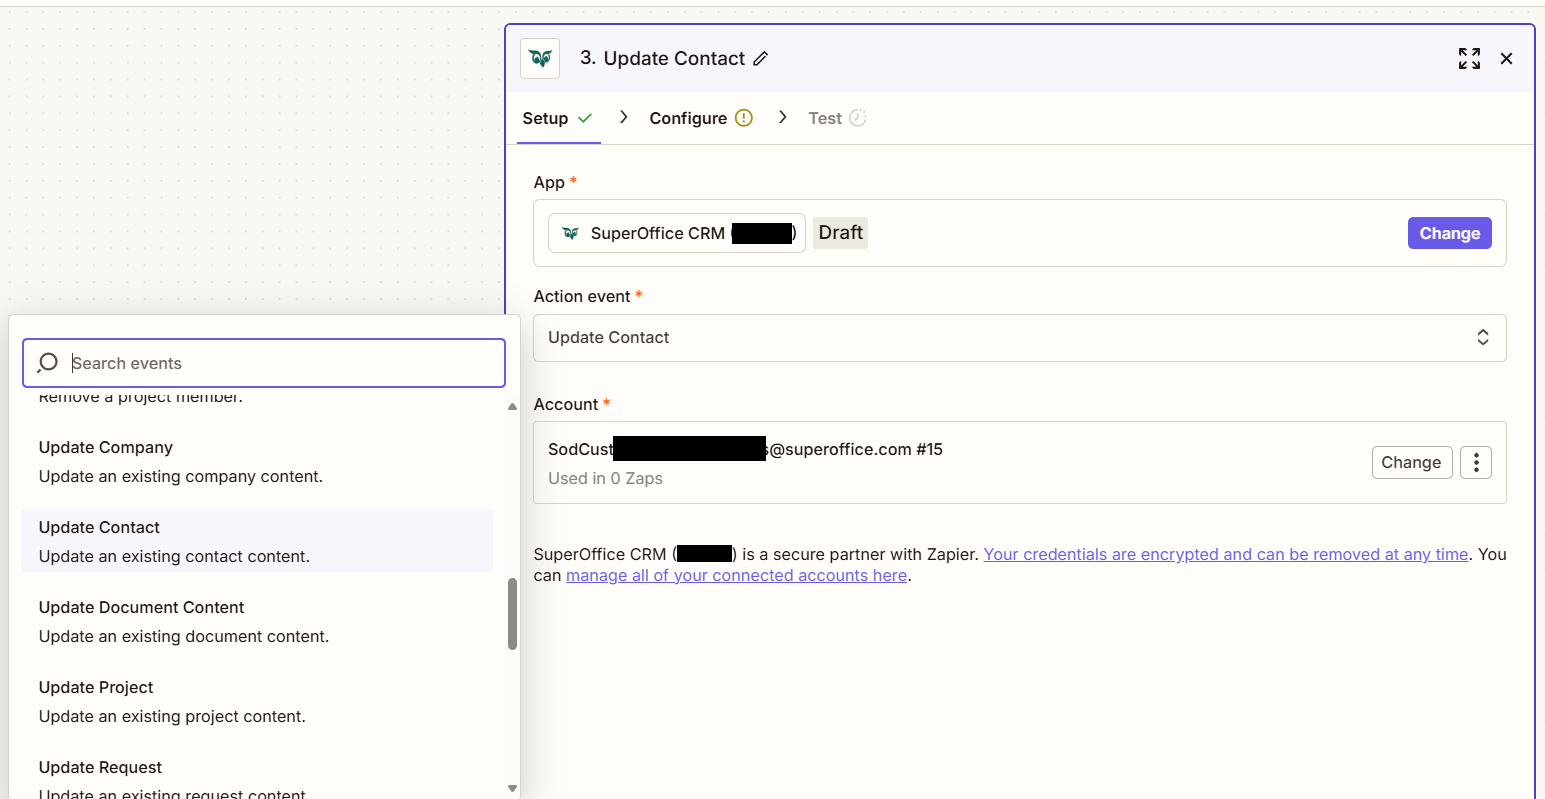 3. Update Contact
Setup
Configure
Test
App *
SuperOffice CRM ( )
Draft
Change
Action event *
Update Contact
Account *
SodCust s@superoffice.com #15
Used in 0 Zaps
Change
SuperOffice CRM ( ) is a secure partner with Zapier. Your credentials are encrypted and can be removed at any time. You
can manage all of your connected accounts here.
Search events
Remove a project member.
Update Company
Update an existing company content.
Update Contact
Update an existing contact content.
Update Document Content
Update an existing document content.
Update Project
Update an existing project content.
Update Request
Update an existing request content.